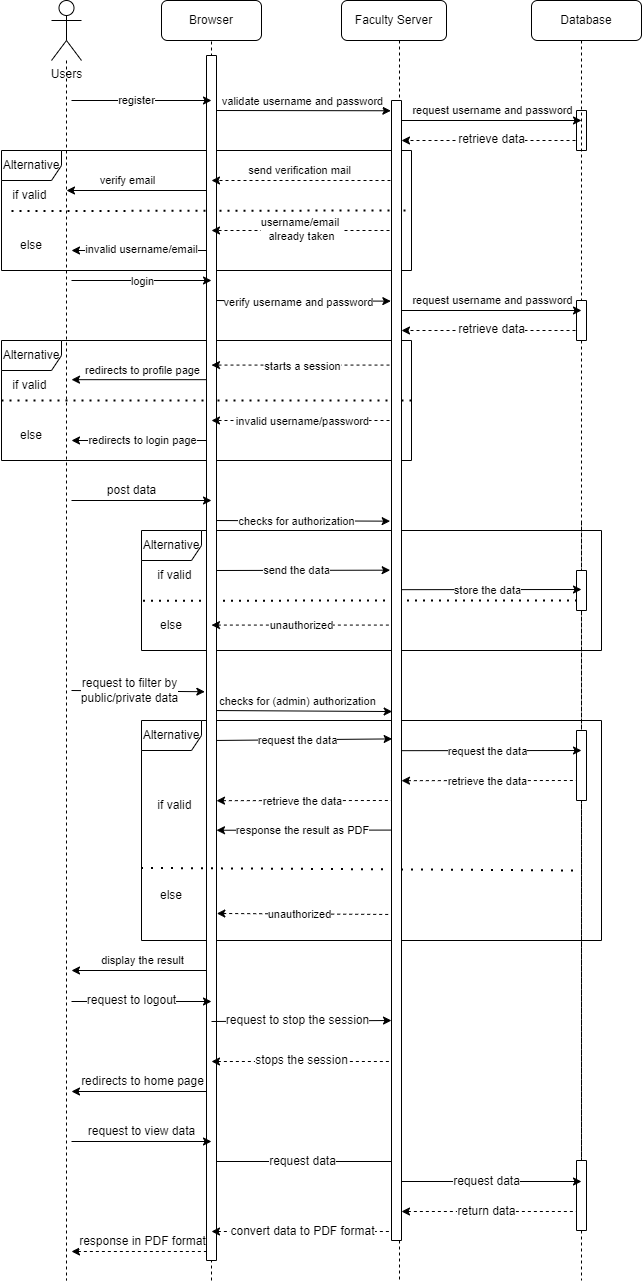 Browser
Faculty Server
Database
Users
register
validate username and password
request username and password
retrieve data
Alternative
send verification mail
verify email
if valid
username/email
already taken
else
invalid username/email
login
verify username and password
request username and password
retrieve data
Alternative
starts a session
redirects to profile page
if valid
invalid username/password
else
redirects to login page
post data
checks for authorization
Alternative
send the data
if valid
store the data
else
unauthorized
request to filter by
public/private data
checks for (admin) authorization
Alternative
request the data
request the data
retrieve the data
retrieve the data
if valid
response the result as PDF
else
unauthorized
display the result
request to logout
request to stop the session
stops the session
redirects to home page
request to view data
request data
request data
return data
convert data to PDF format
response in PDF format